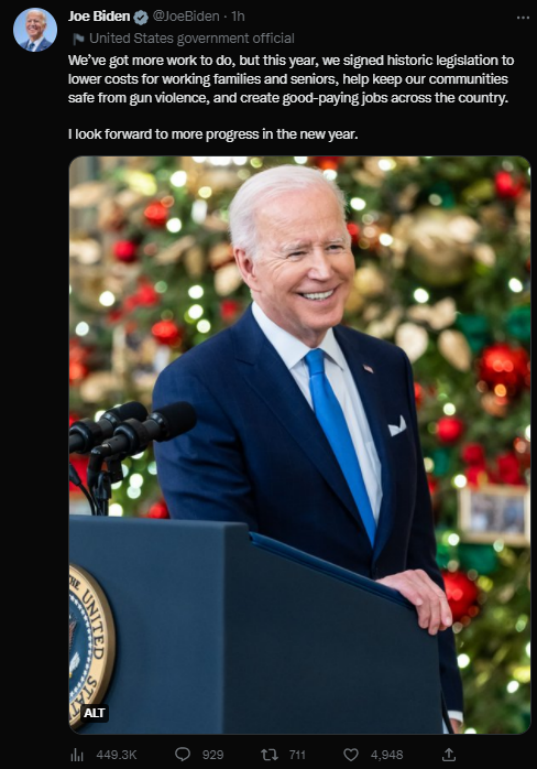 Joe Biden @JoeBiden · 1h
United States government official
We've got more work to do, but this year, we signed historic legislation to
lower costs for working families and seniors, help keep our communities
safe from gun violence, and create good-paying jobs across the country.
I look forward to more progress in the new year.
THE UNITED STAT
ALT
449.3K 929 711 4,948